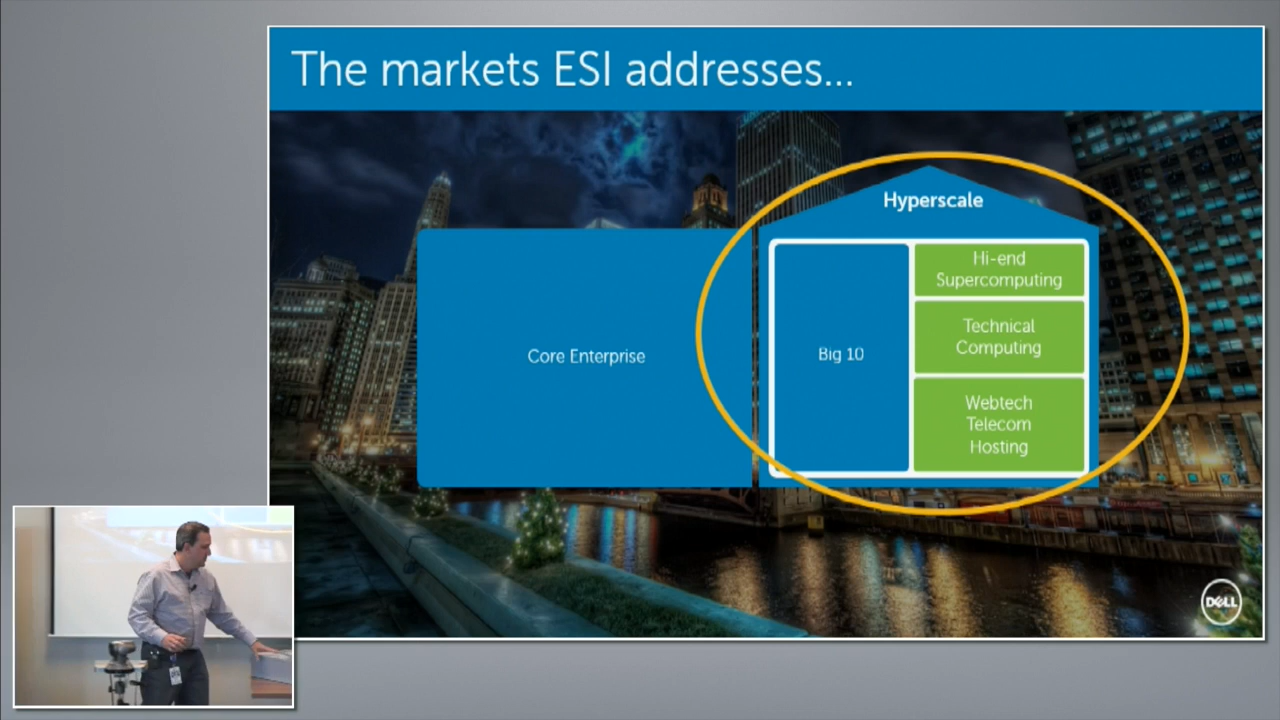 The markets ESI addresses...
Hyperscale
Core Enterprise
Big 10
Hi-end
Supercomputing
Technical
Computing
Webtech
Telecom
Hosting
DELL